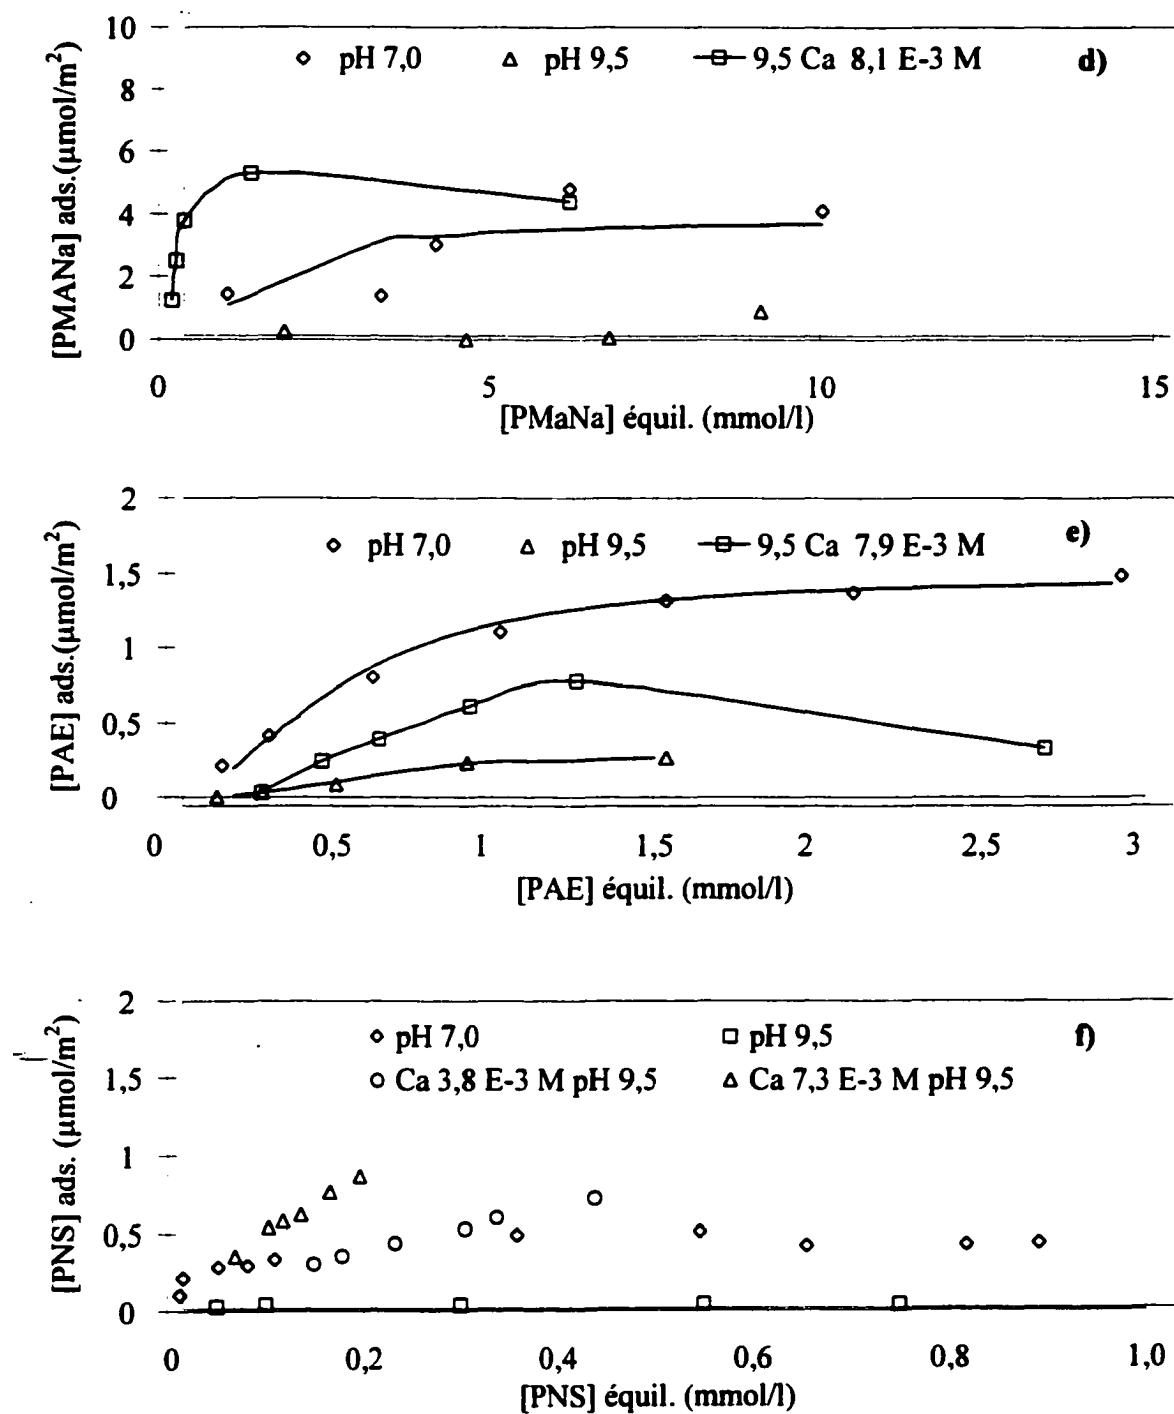 10
8
6
4
2
0
[PMANa] ads.(µmol/m²)
pH 7,0 pH 9,5 9,5 Ca 8,1 E-3 M d)
0 5 10 15
[PMaNa] équil. (mmol/l)
2
1,5
1
0,5
0
[PAE] ads.(µmol/m²)
pH 7,0 pH 9,5 9,5 Ca 7,9 E-3 M e)
0 0,5 1 1,5 2 2,5 3
[PAE] équil. (mmol/l)
2
1,5
1
0,5
0
[PNS] ads. (µmol/m²)
pH 7,0 pH 9,5 f)
Ca 3,8 E-3 M pH 9,5 Ca 7,3 E-3 M pH 9,5
0 0,2 0,4 0,6 0,8 1,0
[PNS] équil. (mmol/l)